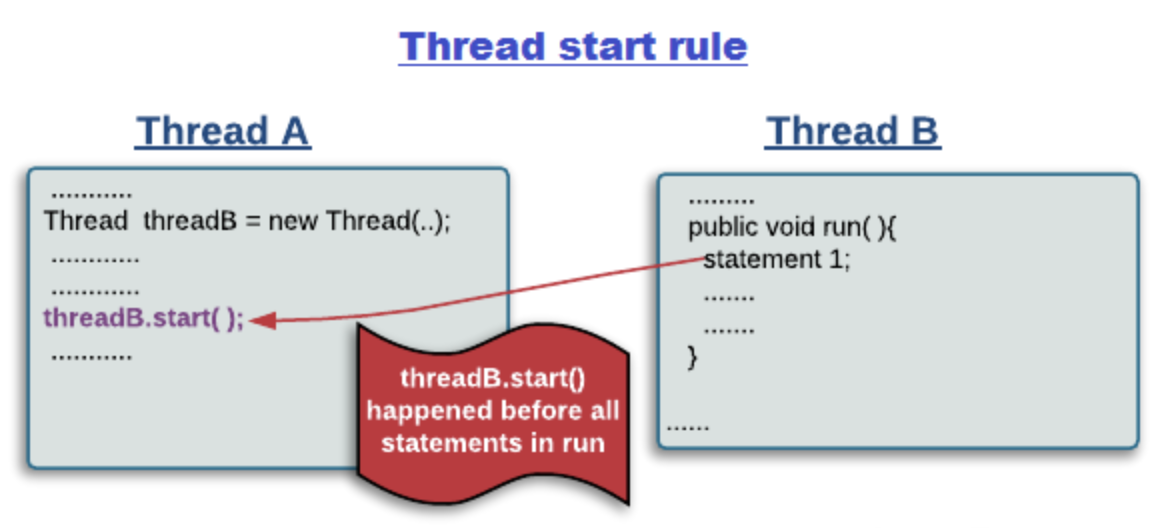 Thread start rule
Thread A
...........
Thread threadB = new Thread(..);
............
............
threadB.start( );
...........
Thread B
.........
public void run( ){
statement 1;
.......
.......
}
......
threadB.start()
happened before all
statements in run